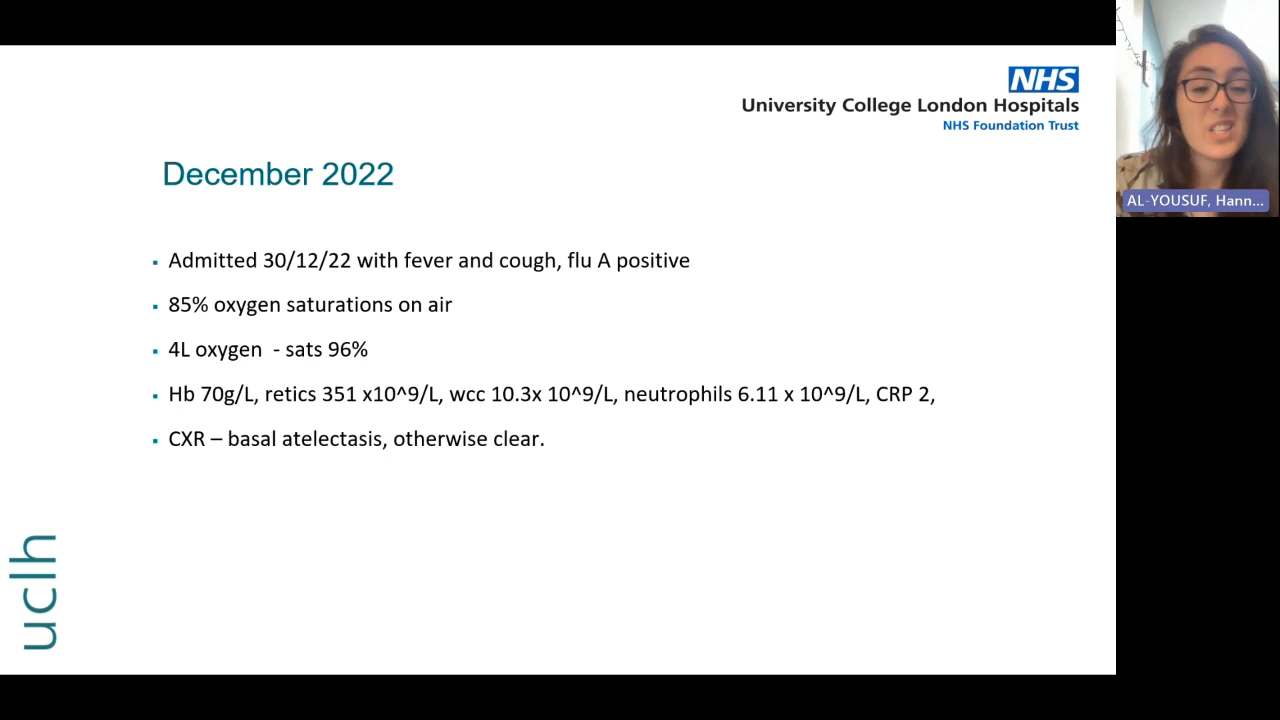 NHS
University College London Hospitals
NHS Foundation Trust
December 2022
▪ Admitted 30/12/22 with fever and cough, flu A positive
▪ 85% oxygen saturations on air
▪ 4L oxygen  - sats 96%
▪ Hb 70g/L, retics 351 x10^9/L, wcc 10.3x 10^9/L, neutrophils 6.11 x 10^9/L, CRP 2,
▪ CXR – basal atelectasis, otherwise clear.
uclh
AL-YOUSUF, Hann...